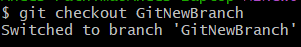 $ git checkout GitNewBranch
Switched to branch 'GitNewBranch'